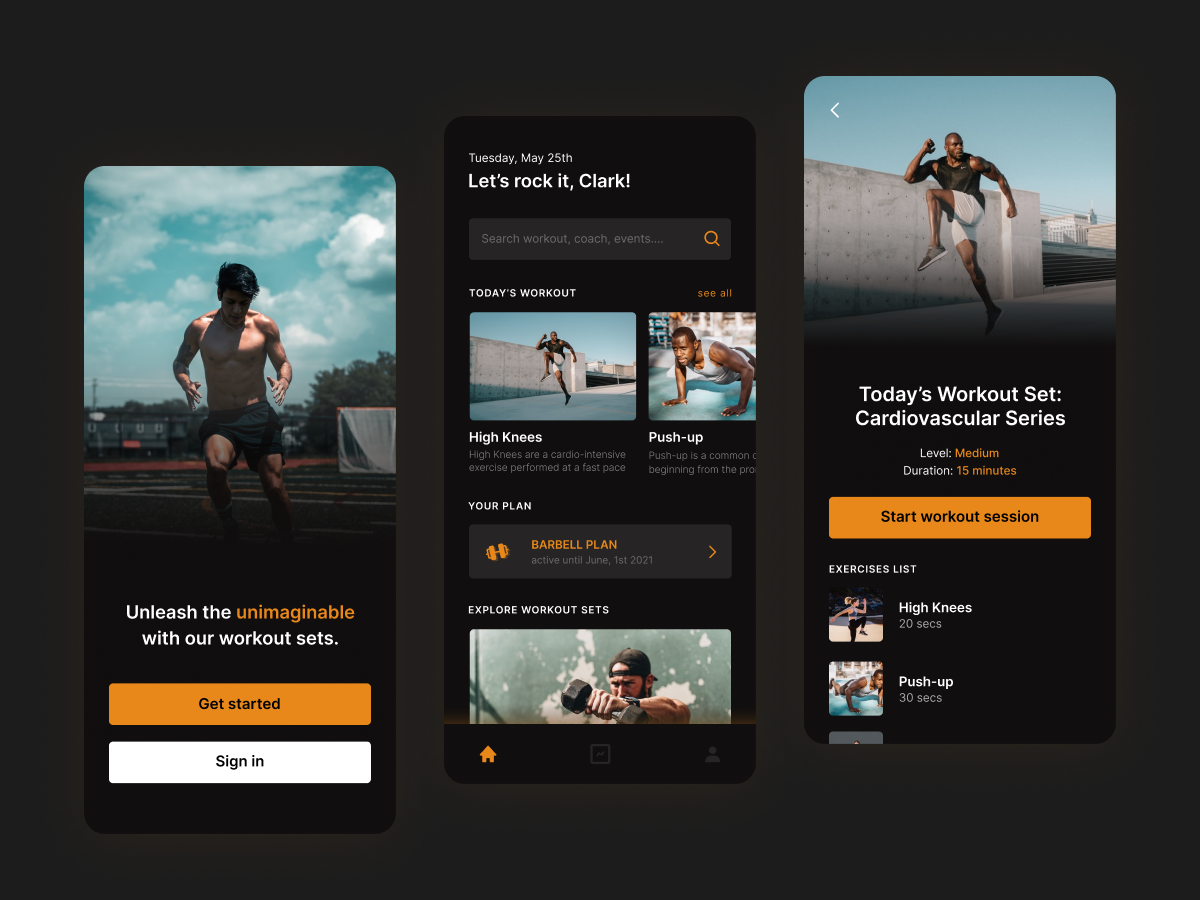 Unleash the unimaginable
with our workout sets.
Get started
Sign in
Tuesday, May 25th
Let's rock it, Clark!
Search workout, coach, events....
TODAY'S WORKOUT
see all
High Knees
High Knees are a cardio-intensive
exercise performed at a fast pace
Push-up
Push-up is a common
beginning from the
YOUR PLAN
BARBELL PLAN
active until June, 1st 2021
EXPLORE WORKOUT SETS
Today's Workout Set:
Cardiovascular Series
Level: Medium
Duration: 15 minutes
Start workout session
EXERCISES LIST
High Knees
20 secs
Push-up
30 secs